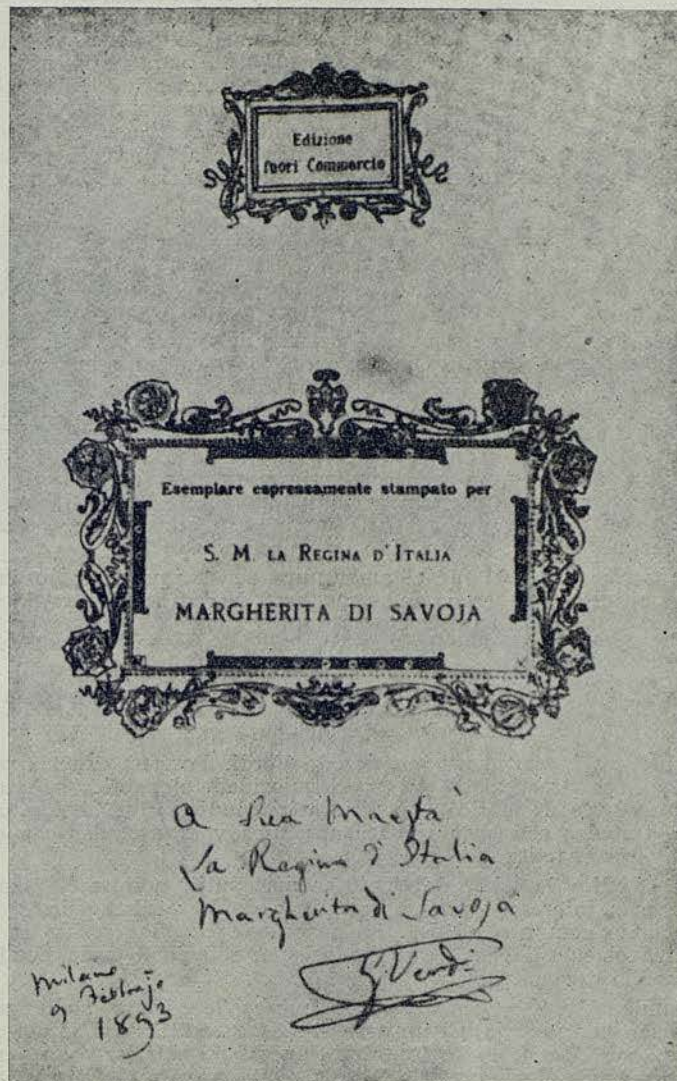 Edizione
fuori Commercio
Esemplare espressamente stampato per
S. M. LA REGINA D'ITALIA
MARGHERITA DI SAVOJA
A Sua Maestà
La Regina d'Italia
Margherita di Savoja
G Verdi
Milano
9 Febbrajo
1893